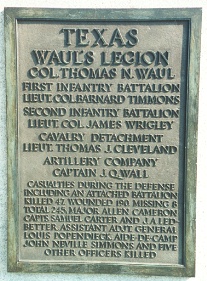 TEXAS
WAUL'S LEGION
COL. THOMAS N. WAUL
FIRST INFANTRY BATTALION
LIEUT. COL. BARNARD TIMMONS
SECOND INFANTRY BATTALION
LIEUT. COL. JAMES WRIGLEY
CAVALRY DETACHMENT
LIEUT. THOMAS J. CLEVELAND
ARTILLERY COMPANY
CAPTAIN J. Q. WALL
CASUALTIES DURING THE DEFENSE
INCLUDING AN ATTACHED BATTALION
KILLED 47, WOUNDED 190, MISSING 8
TOTAL 245, MAJOR ALLEN CAMERON
CAPTS. SAMUEL CARTER AND J. A. LED-
BETTER, ASSISTANT ADJT. GENERAL
LOUIS POPENDIECK, AIDE-DE-CAMP
JOHN NEVILLE SIMMONS, AND FIVE
OTHER OFFICERS KILLED